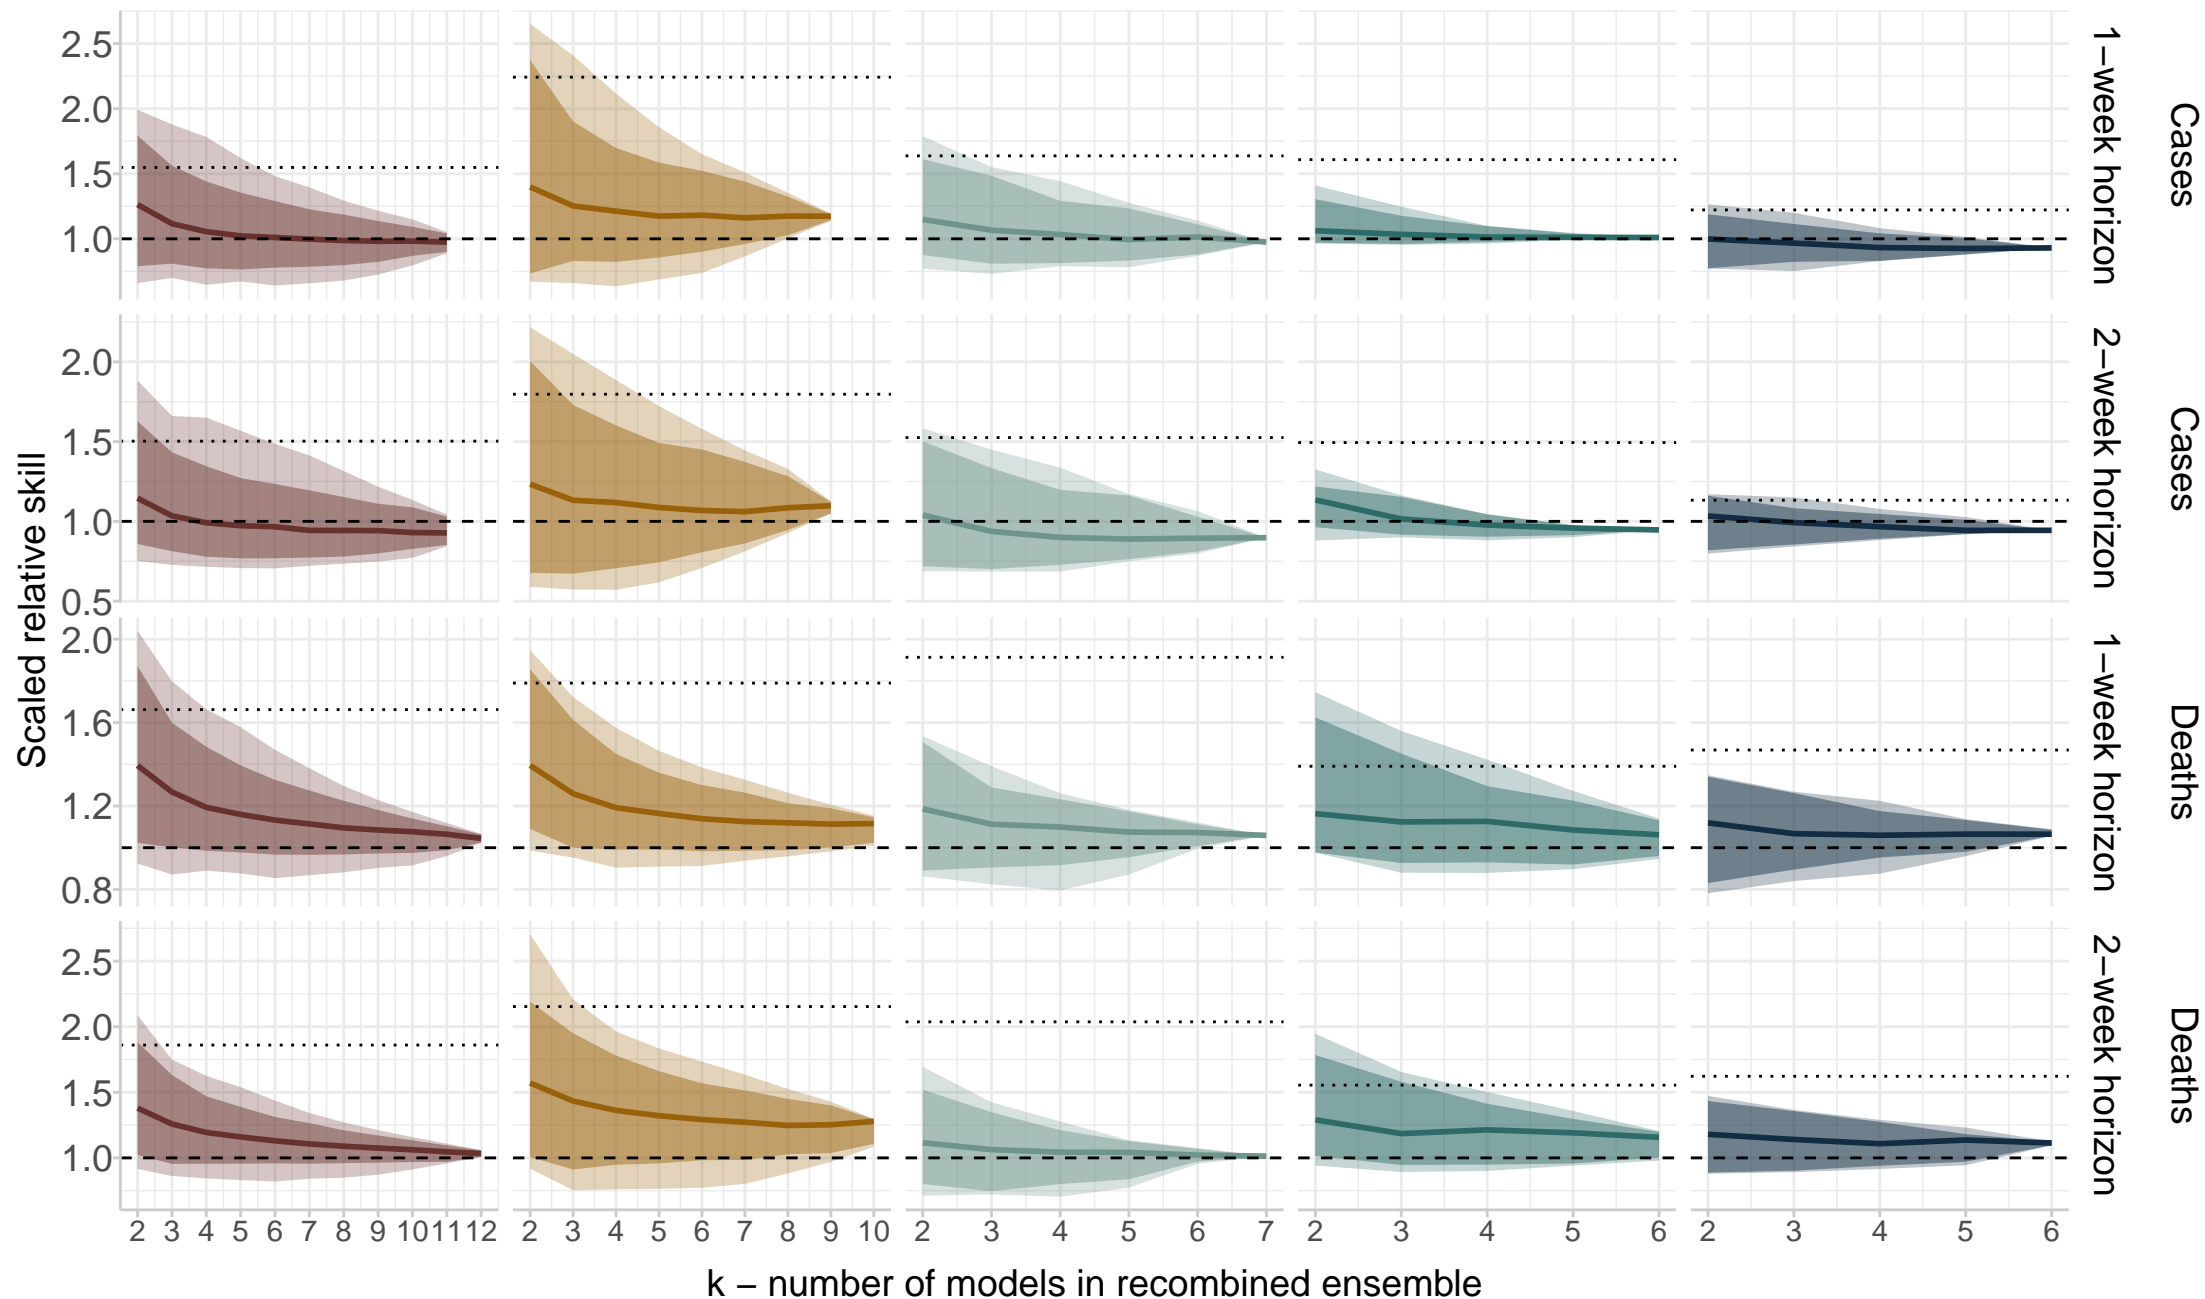 Scaled relative skill
2.5
2.0
1.5
1.0
1–week horizon
Cases
2.0
1.5
1.0
0.5
2–week horizon
Cases
2.0
1.6
1.2
0.8
1–week horizon
Deaths
2.5
2.0
1.5
1.0
2–week horizon
Deaths
2 3 4 5 6 7 8 9 10 11 12 2 3 4 5 6 7 8 9 10 2 3 4 5 6 7 2 3 4 5 6 2 3 4 5 6
k – number of models in recombined ensemble